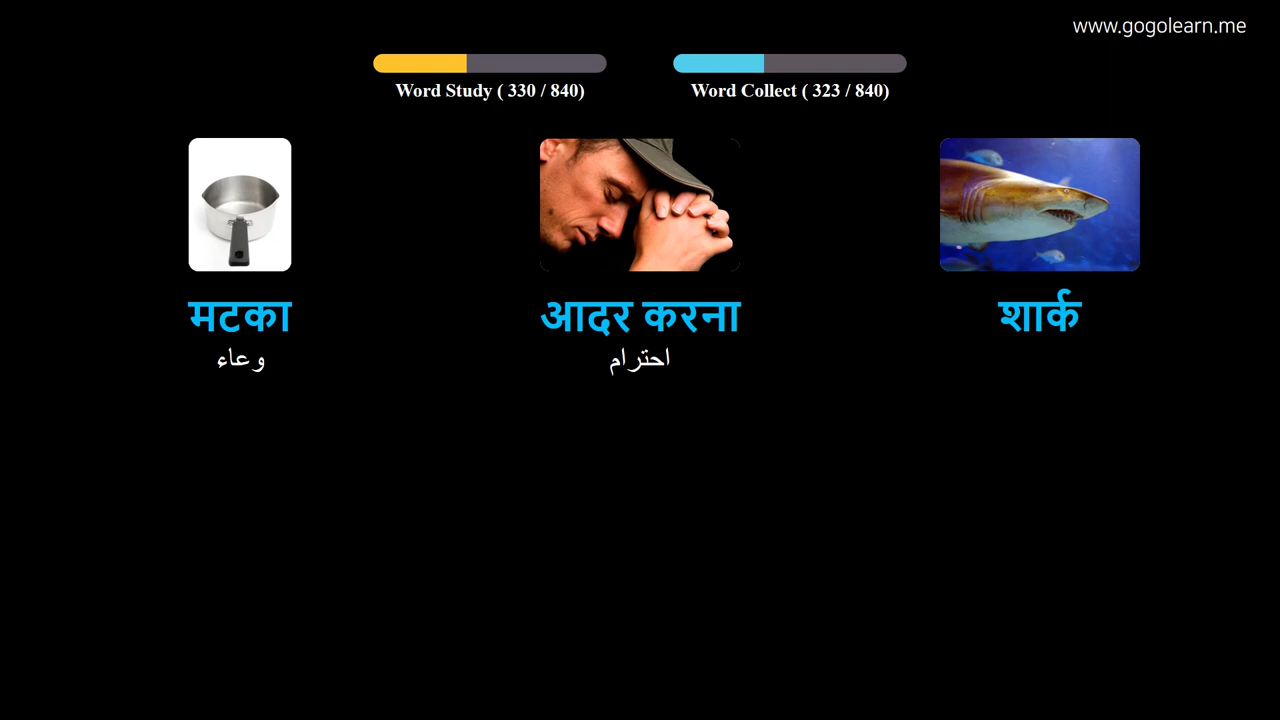 www.gogolearn.me
Word Study ( 330 / 840)
Word Collect ( 323 / 840)
मटका
आदर करना
शार्क
وعاء
احترام